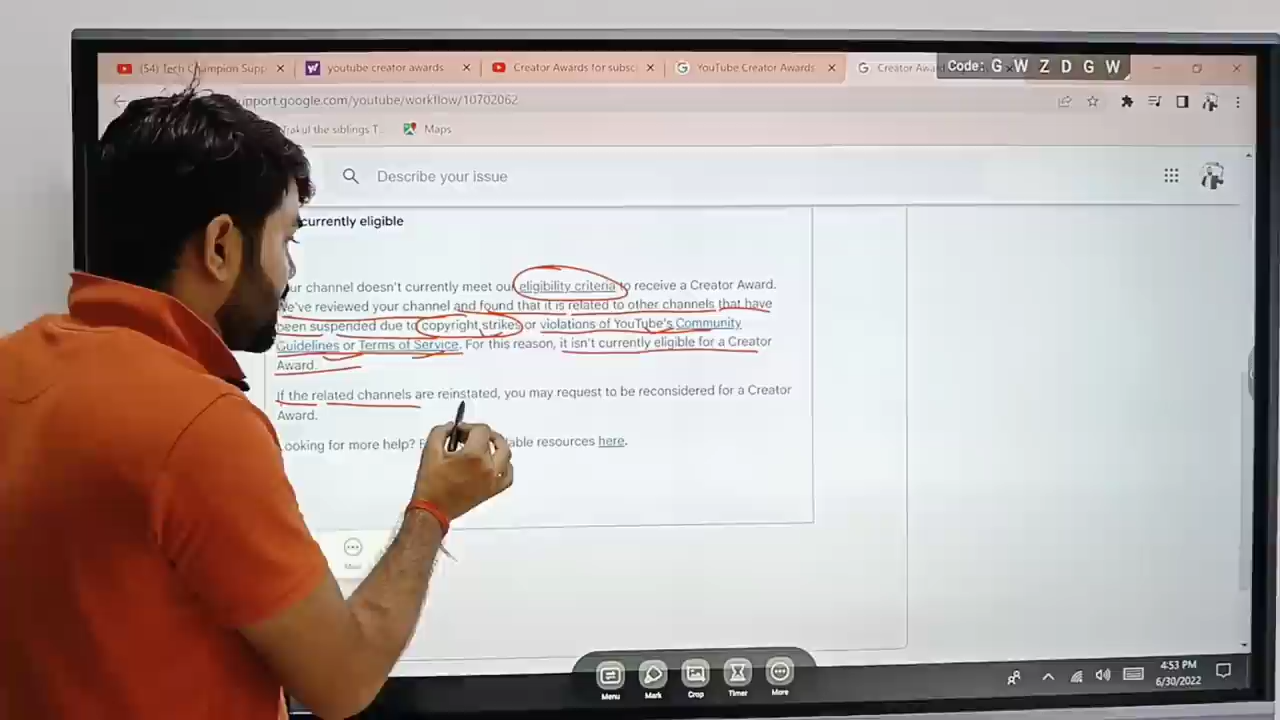 (54) Tech Champion Supp
youtube creator awards
Creator Awards for subsc
YouTube Creator Awards
Creator Awa
Code: G W Z D G W
support.google.com/youtube/workflow/10702062
Nrakul the siblings T...
Maps
Describe your issue
currently eligible
our channel doesn't currently meet our eligibility criteria to receive a Creator Award.
We've reviewed your channel and found that it is related to other channels that have
been suspended due to copyright strikes or violations of YouTube's Community
Guidelines or Terms of Service. For this reason, it isn't currently eligible for a Creator
Award.
If the related channels are reinstated, you may request to be reconsidered for a Creator
Award.
Looking for more help? able resources here.
Menu
Mark
Crop
Timer
More
4:53 PM
6/30/2022